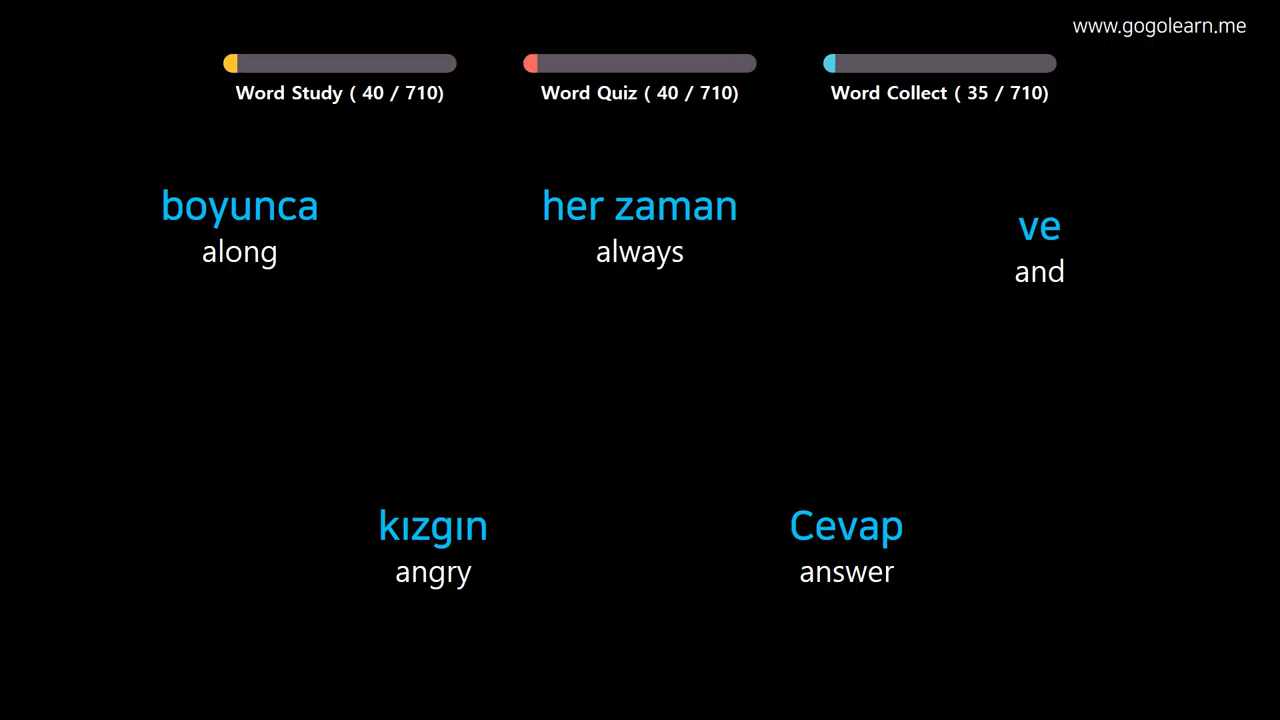 www.gogolearn.me
Word Study ( 40 / 710)
Word Quiz ( 40 / 710)
Word Collect ( 35 / 710)
boyunca
along
her zaman
always
ve
and
kızgın
angry
Cevap
answer